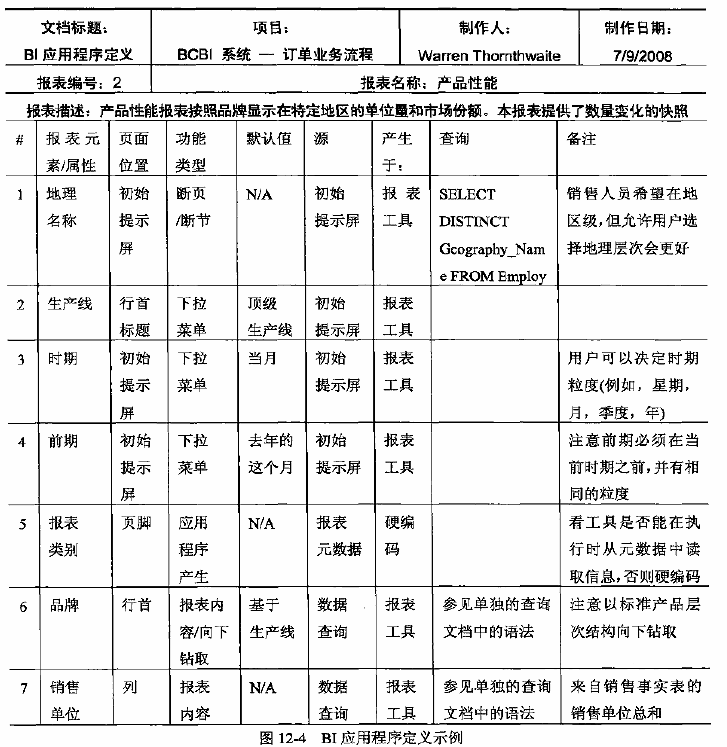 文档标题： 项目： 制作人： 制作日期：
BI 应用程序定义 BCBI 系统 — 订单业务流程 Warren Thornthwaite 7/9/2008
报表编号：2 报表名称：产品性能
报表描述：产品性能报表按照品牌显示在特定地区的单位量和市场份额。本报表提供了数量变化的快照
# 报表元 页面 功能 默认值 源 产生 查询 备注
素/属性 位置 类型 于：
1 地理 初始 断页 N/A 初始 报表 SELECT 销售人员希望在地
名称 提示 /断节 提示屏 工具 DISTINCT 区级，但允许用户选
屏 Gcography_Nam 择地理层次会更好
e FROM Employ
2 生产线 行首 下拉 顶级 初始 报表
标题 菜单 生产线 提示屏 工具
3 时期 初始 下拉 当月 初始 报表 用户可以决定时期
提示 菜单 提示屏 工具 粒度(例如，星期，
屏 月，季度，年)
4 前期 初始 下拉 去年的 初始 报表 注意前期必须在当
提示 菜单 这个月 提示屏 工具 前时期之前，并有相
屏 同的粒度
5 报表 页脚 应用 N/A 报表 硬编 看工具是否能在执
类别 程序 元数据 码 行时从元数据中读
产生 取信息，否则硬编码
6 品牌 行首 报表内 基于 数据 报表 参见单独的查询 注意以标准产品层
容/向下 生产线 查询 工具 文档中的语法 次结构向下钻取
钻取
7 销售 列 报表 N/A 数据 报表 参见单独的查询 来自销售事实表的
单位 内容 查询 工具 文档中的语法 销售单位总和
图 12-4 BI 应用程序定义示例